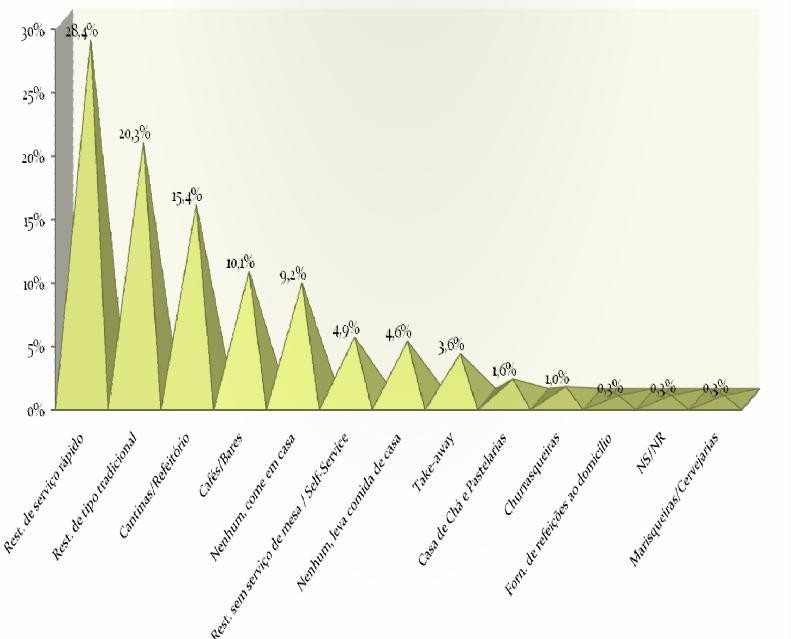 30%
25%
20%
15%
10%
5%
0%
28,4%
20,3%
15,4%
10,1%
9,2%
4,9%
4,6%
3,6%
1,6%
1,0%
0,3%
0,3%
0,3%
Rest. de serviço rápido
Rest. de tipo tradicional
Cantinas/Refeitório
Cafés/Bares
Nenhum, come em casa
Rest. sem serviço de mesa / Self-Service
Nenhum, leva comida de casa
Take-away
Casa de Chá e Pastelarias
Churrasqueiras
Forn. de refeições ao domicílio
NS/NR
Marisqueiras/Cervejarias